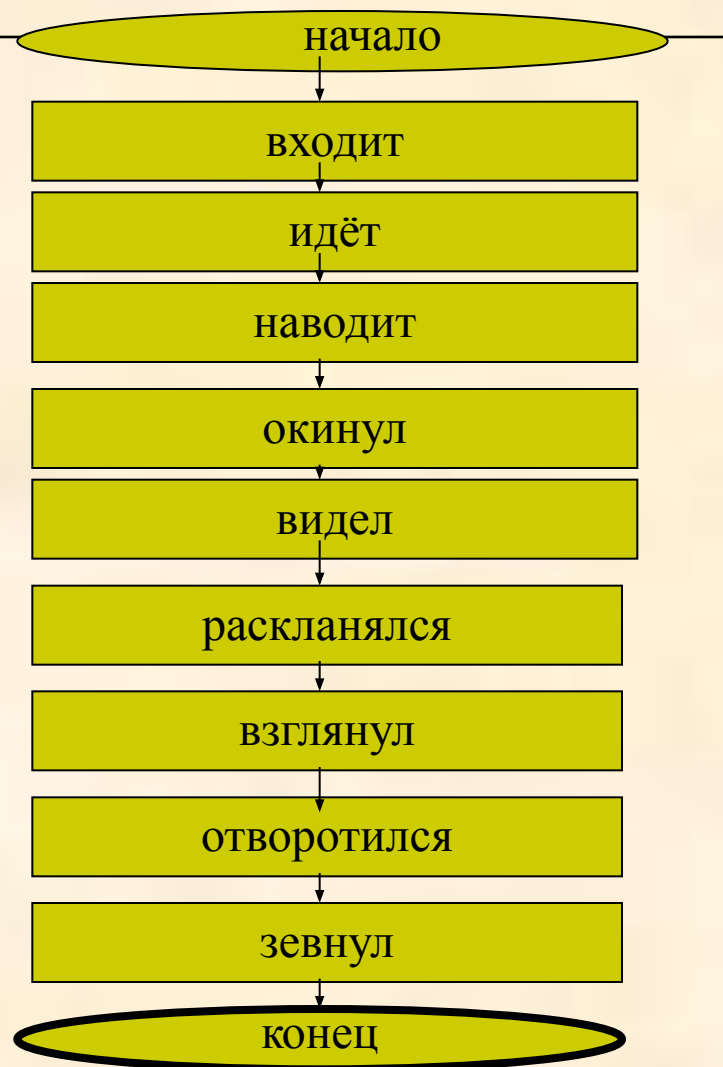 начало
входит
идёт
наводит
окинул
видел
раскланялся
взглянул
отворотился
зевнул
конец